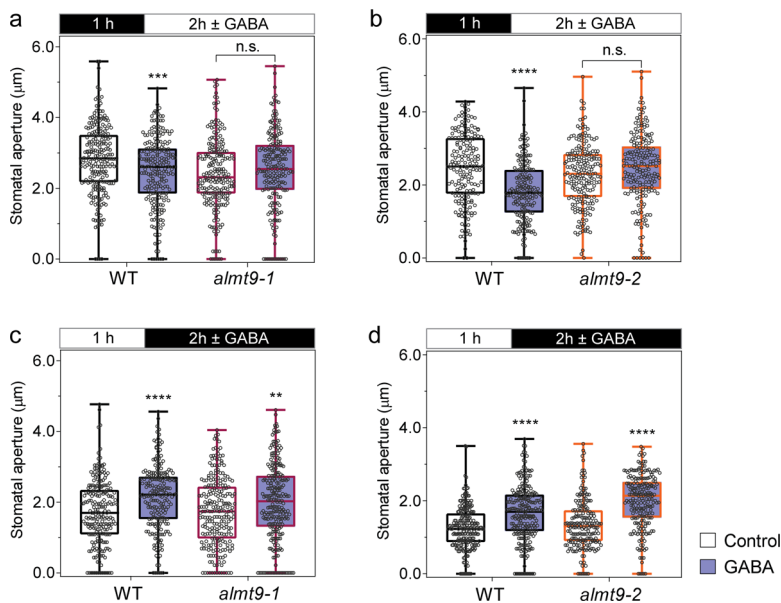 a
1 h 2h ± GABA
Stomatal aperture (μm)
6.0
4.0
2.0
0.0
***
n.s.
WT almt9-1
b
1 h 2h ± GABA
Stomatal aperture (μm)
6.0
4.0
2.0
0.0
****
n.s.
WT almt9-2
c
1 h 2h ± GABA
Stomatal aperture (μm)
6.0
4.0
2.0
0.0
****
**
WT almt9-1
d
1 h 2h ± GABA
Stomatal aperture (μm)
6.0
4.0
2.0
0.0
****
****
WT almt9-2
Control
GABA